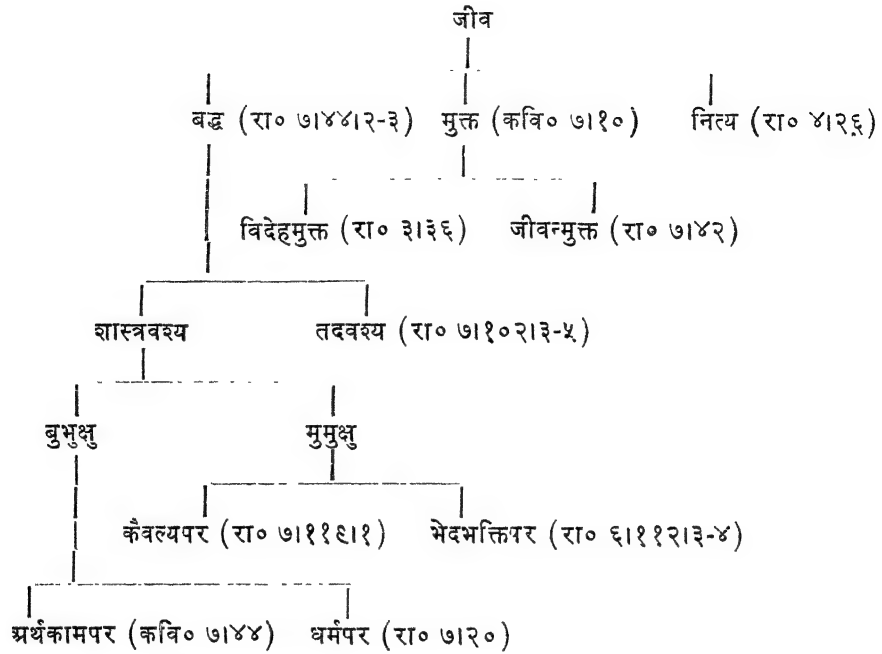 जीव
बद्ध (रा० ७।४४।२-३) मुक्त (कवि० ७।१०) नित्य (रा० ४।२६)
विदेहमुक्त (रा० ३।३६) जीवन्मुक्त (रा० ७।४२)
शास्त्रवश्य तदवश्य (रा० ७।१०२।३-५)
बुभुक्षु मुमुक्षु
कैवल्यपर (रा० ७।११९।१) भेदभक्तिपर (रा० ६।११२।३-४)
अर्थकामपर (कवि० ७।४४) धर्मपर (रा० ७।२०)